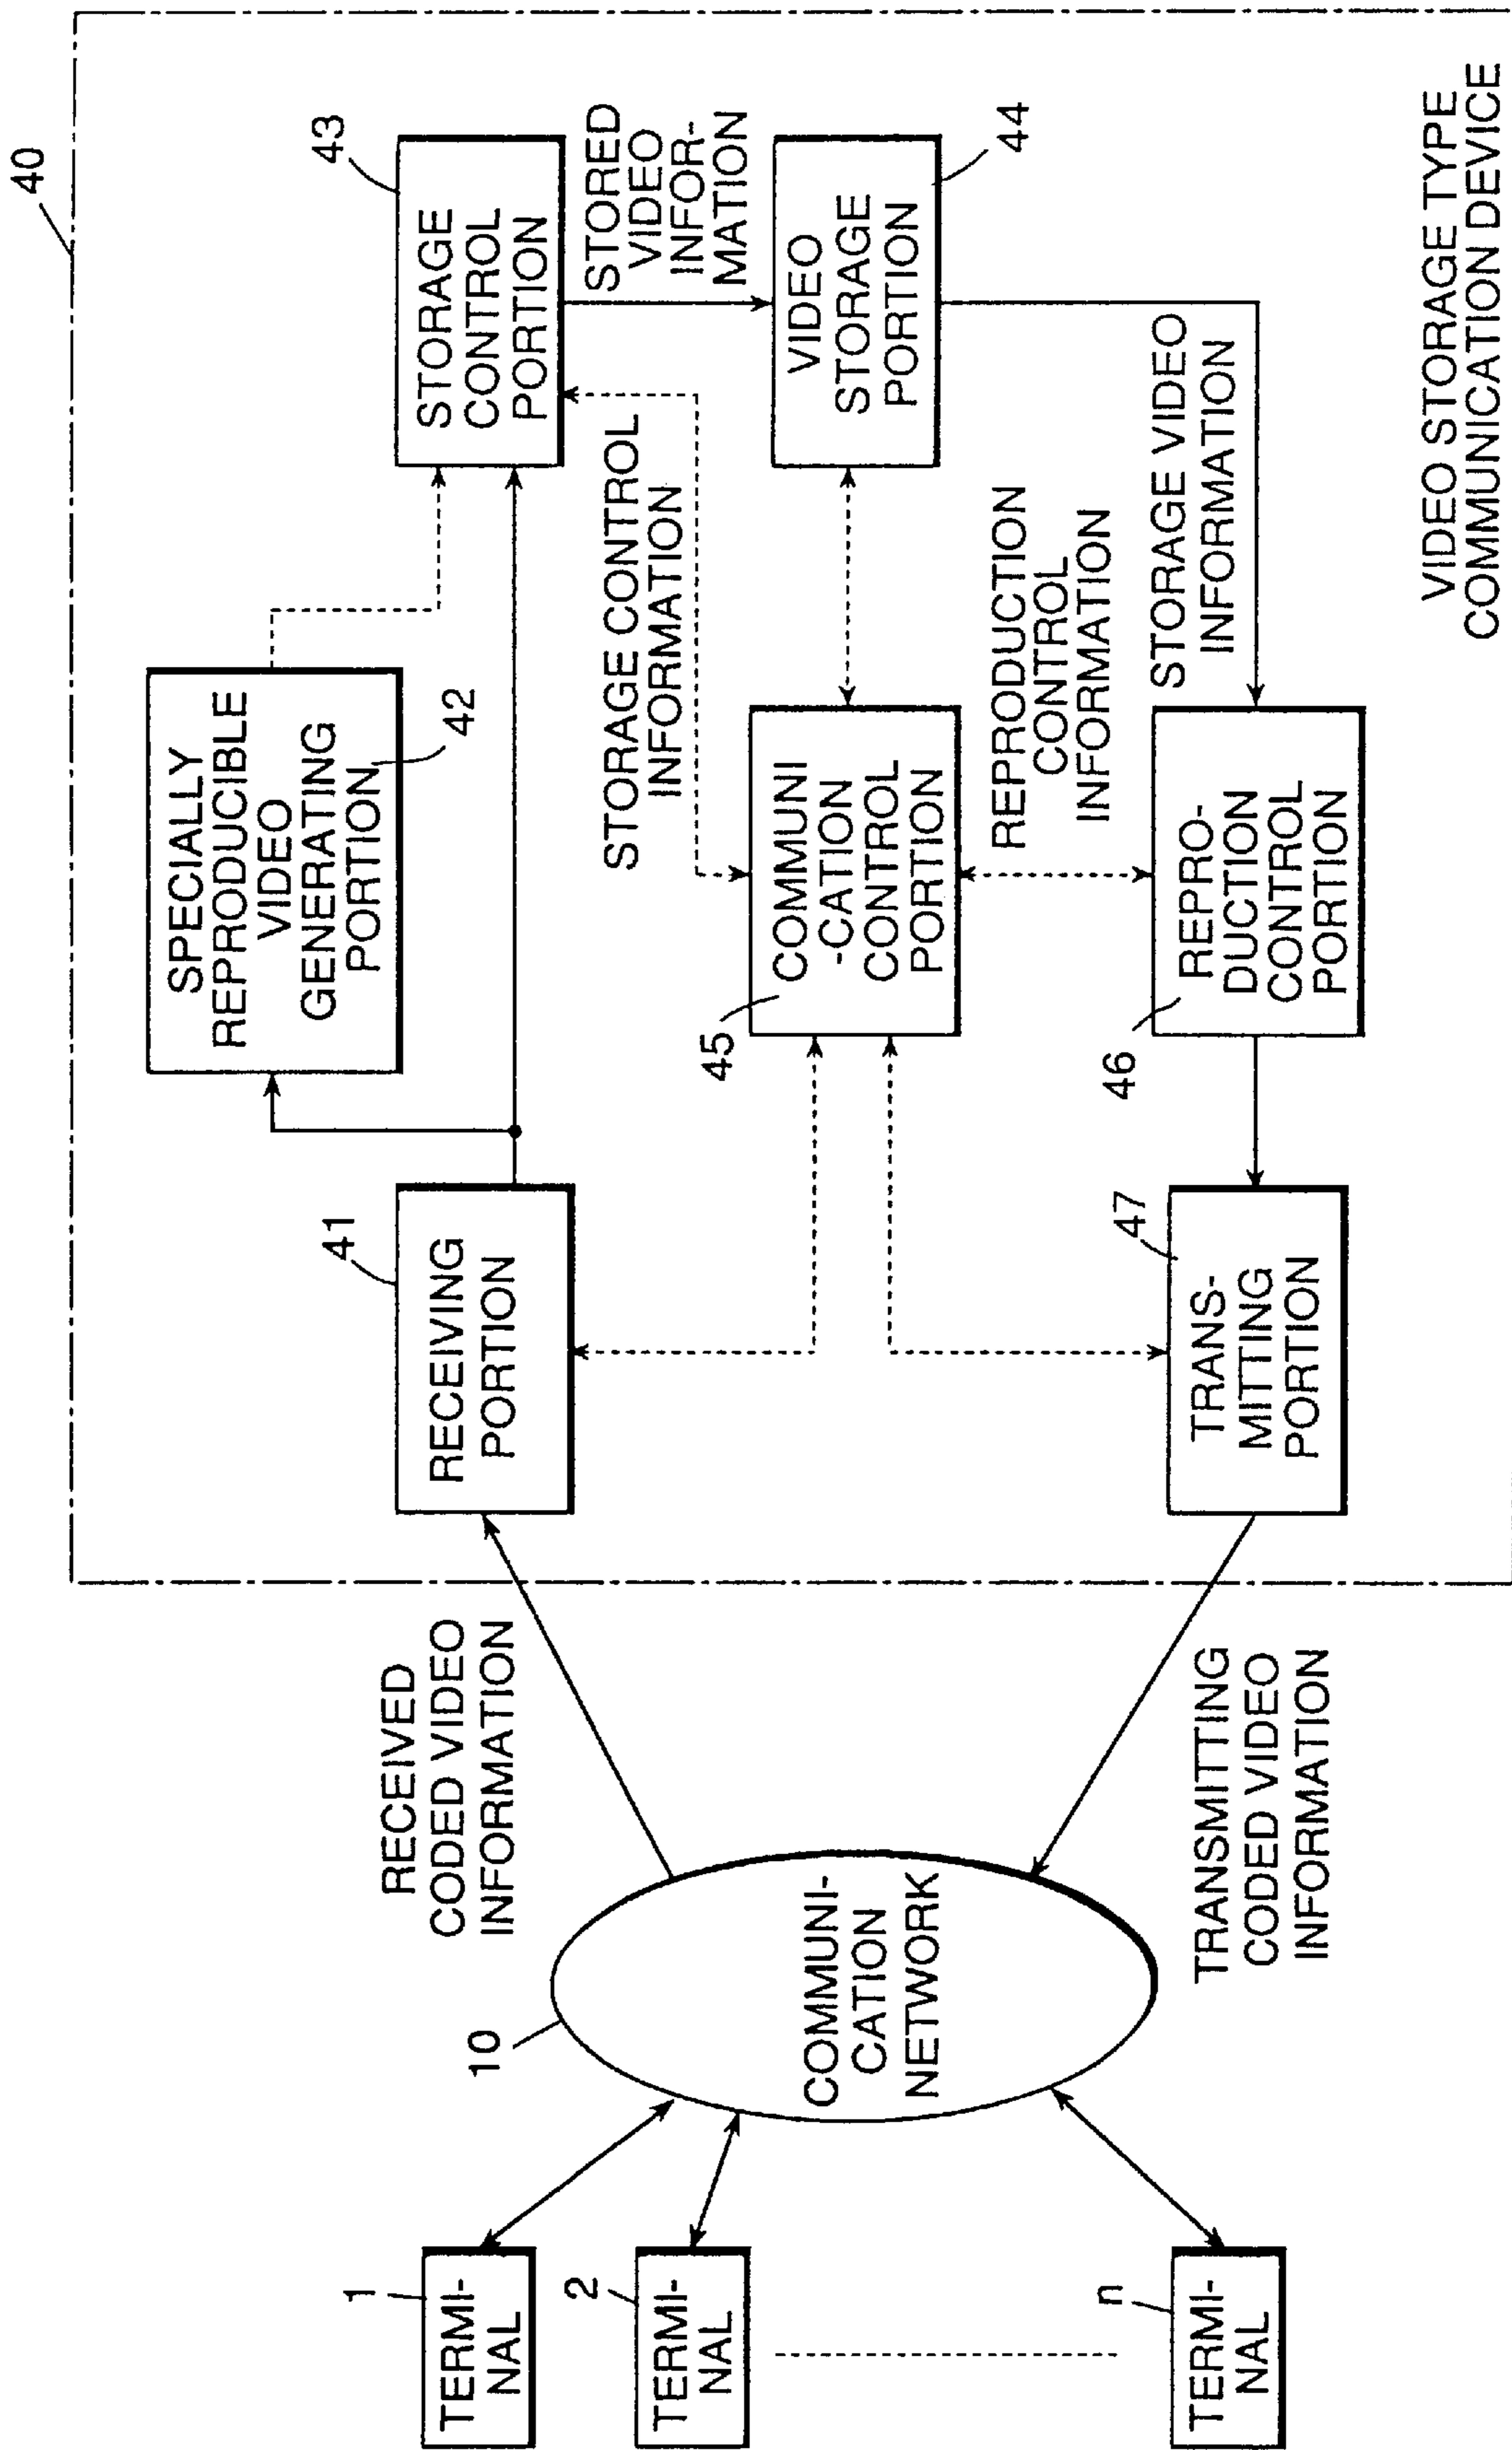 40
SPECIALLY
REPRODUCIBLE
VIDEO
GENERATING
PORTION
42
41
RECEIVING
PORTION
43
STORAGE
CONTROL
PORTION
STORED
VIDEO
INFOR-
MATION
STORAGE CONTROL
INFORMATION
RECEIVED
CODED VIDEO
INFORMATION
1
TERMI-
NAL
2
TERMI-
NAL
n
TERMI-
NAL
10
COMMUNI-
CATION
NETWORK
45
COMMUNI
-CATION
CONTROL
PORTION
VIDEO
STORAGE
PORTION
44
REPRODUCTION
CONTROL
INFORMATION
STORAGE VIDEO
INFORMATION
TRANSMITTING
CODED VIDEO
INFORMATION
47
TRANS-
MITTING
PORTION
46
REPRO-
DUCTION
CONTROL
PORTION
VIDEO STORAGE TYPE
COMMUNICATION DEVICE